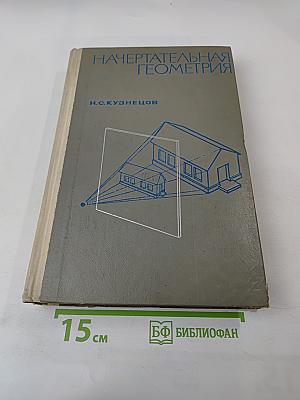 НАЧЕРТАТЕЛЬНАЯ
ГЕОМЕТРИЯ
Н.С.КУЗНЕЦОВ
15 см
БФ БИБЛИОФАН